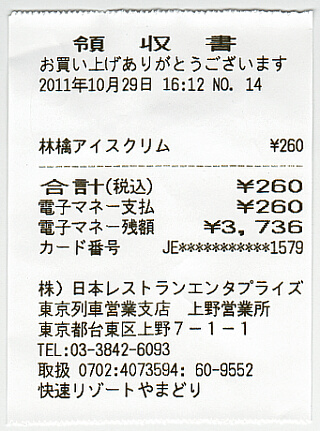 領収書
お買い上げありがとうございます
2011年10月29日 16:12 NO. 14
林檎アイスクリム ¥260
合計(税込) ¥260
電子マネー支払 ¥260
電子マネー残額 ¥3,736
カード番号 JE***********1579
株）日本レストランエンタプライズ
東京列車営業支店 上野営業所
東京都台東区上野７－１－１
TEL:03-3842-6093
取扱 0702:4073594: 60-9552
快速リゾートやまどり